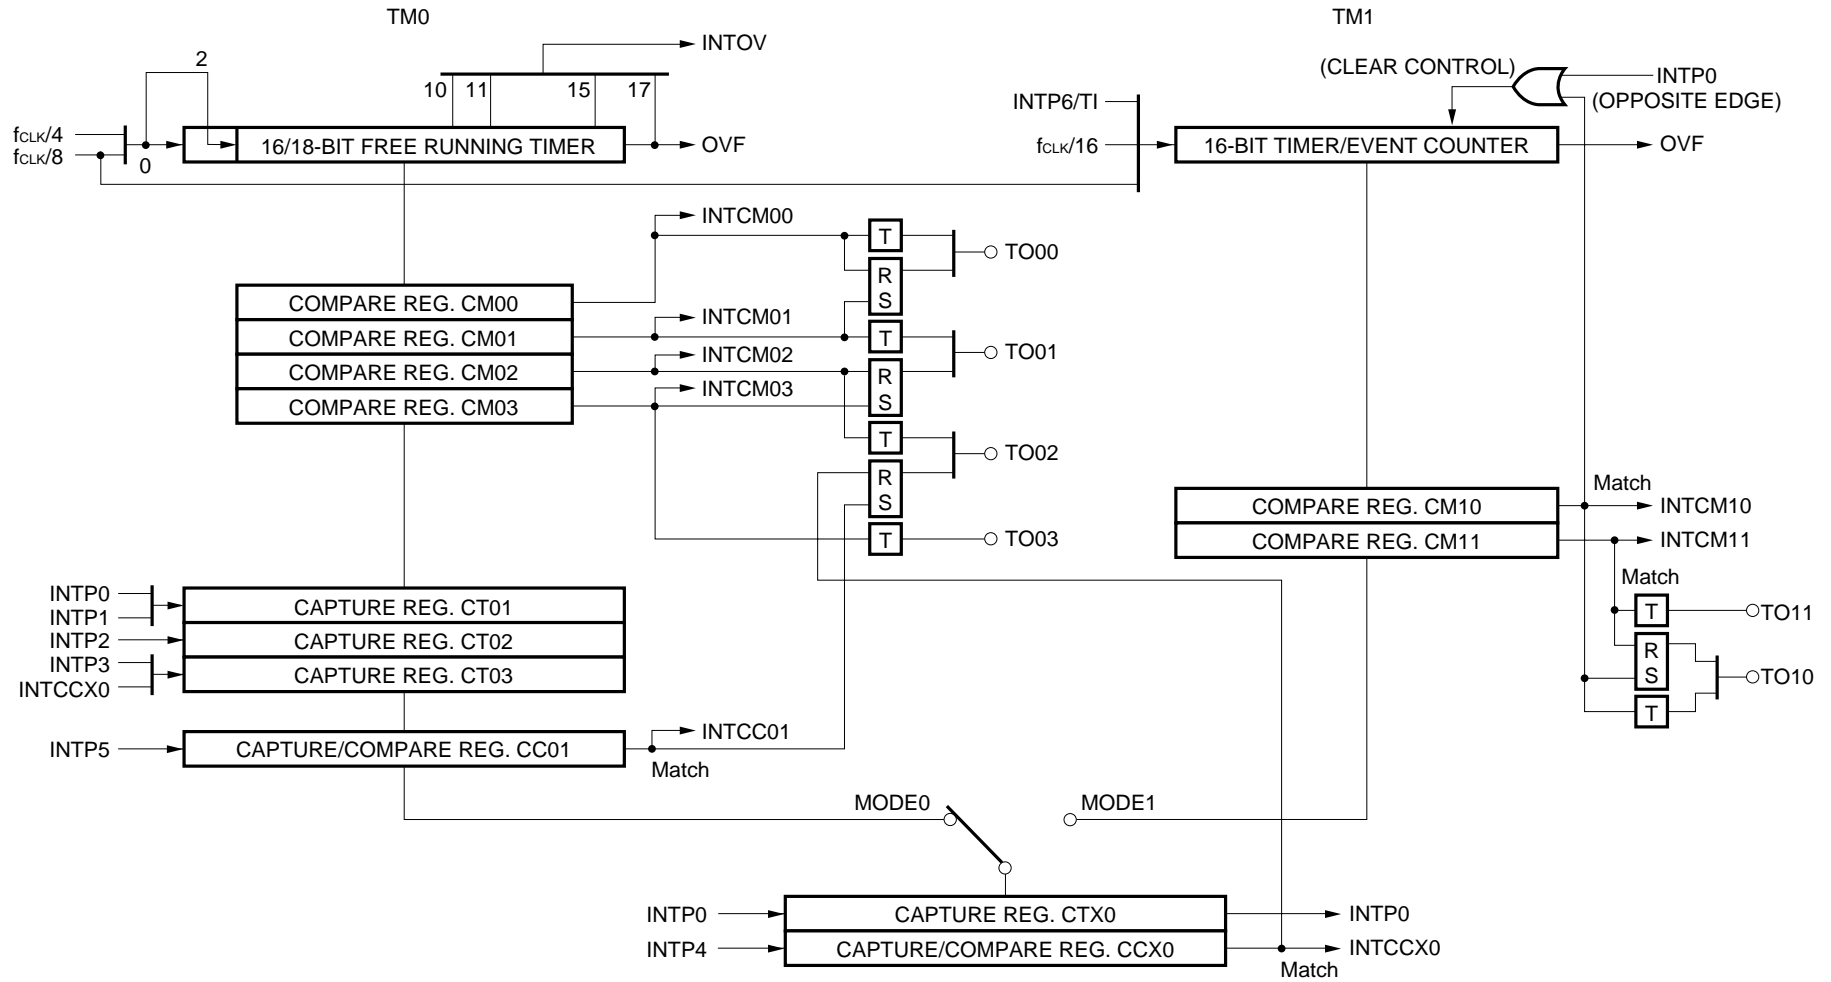 TM0
TM1
INTOV
2
10 11 15 17
fCLK/4
fCLK/8
0
16/18-BIT FREE RUNNING TIMER
OVF
(CLEAR CONTROL)
INTP0
(OPPOSITE EDGE)
INTP6/TI
fCLK/16
16-BIT TIMER/EVENT COUNTER
OVF
INTCM00
T
R
S
TO00
COMPARE REG. CM00
INTCM01
COMPARE REG. CM01
T
TO01
INTCM02
COMPARE REG. CM02
R
S
INTCM03
COMPARE REG. CM03
T
TO02
R
S
T
TO03
Match
COMPARE REG. CM10
INTCM10
COMPARE REG. CM11
INTCM11
Match
T
TO11
R
S
TO10
T
INTP0
INTP1
CAPTURE REG. CT01
INTP2
CAPTURE REG. CT02
INTP3
INTCCX0
CAPTURE REG. CT03
INTP5
CAPTURE/COMPARE REG. CC01
INTCC01
Match
MODE0
MODE1
INTP0
CAPTURE REG. CTX0
INTP0
INTP4
CAPTURE/COMPARE REG. CCX0
INTCCX0
Match